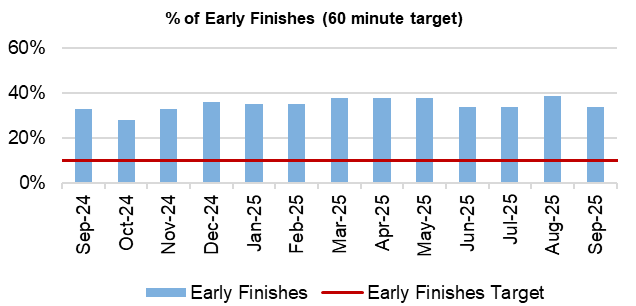 % of Early Finishes (60 minute target)
60%
40%
20%
0%
Sep-24
Oct-24
Nov-24
Dec-24
Jan-25
Feb-25
Mar-25
Apr-25
May-25
Jun-25
Jul-25
Aug-25
Sep-25
Early Finishes
Early Finishes Target